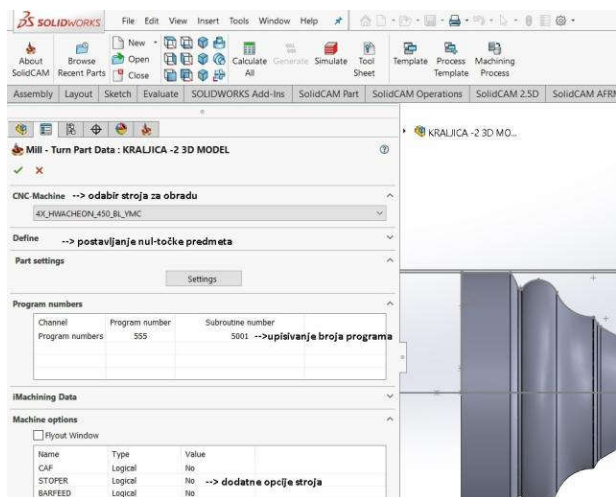 SOLIDWORKS File Edit View Insert Tools Window Help
About SolidCAM
Browse Recent Parts
New
Open
Close
Calculate All
Generate
Simulate
Tool Sheet
Template
Process Template
Machining Process
Assembly Layout Sketch Evaluate SOLIDWORKS Add-Ins SolidCAM Part SolidCAM Operations SolidCAM 2.5D SolidCAM AFRM
KRALJICA -2 3D MO...
Mill - Turn Part Data : KRALJICA -2 3D MODEL
CNC-Machine --> odabir stroja za obradu
4X_HWACHEON_450_BL_YMC
Define --> postavljanje nul-točke predmeta
Part settings
Settings
Program numbers
Channel Program number Subroutine number
Program numbers 555 5001 -->upisivanje broja programa
iMachining Data
Machine options
Flyout Window
Name Type Value
CAF Logical No
STOPER Logical No --> dodatne opcije stroja
BARFEED Logical No